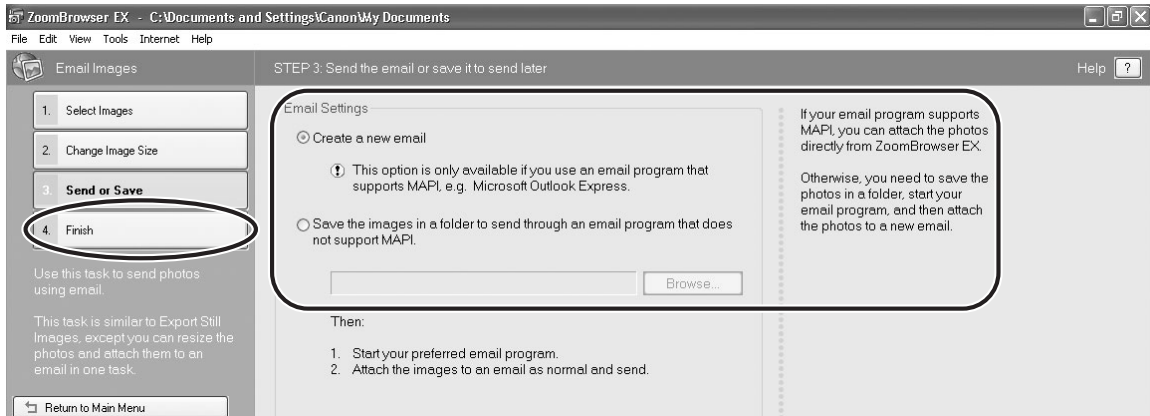 ZoomBrowser EX - C:\Documents and Settings\Canon\My Documents
File Edit View Tools Internet Help
Email Images
STEP 3: Send the email or save it to send later
Help ?
1. Select Images
2. Change Image Size
3. Send or Save
4. Finish
Use this task to send photos
using email.
This task is similar to Export Still
Images, except you can resize the
photos and attach them to an
email in one task.
Return to Main Menu
Email Settings
Create a new email
This option is only available if you use an email program that
supports MAPI, e.g. Microsoft Outlook Express.
Save the images in a folder to send through an email program that does
not support MAPI.
Browse...
Then:
1. Start your preferred email program.
2. Attach the images to an email as normal and send.
If your email program supports
MAPI, you can attach the photos
directly from ZoomBrowser EX.
Otherwise, you need to save the
photos in a folder, start your
email program, and then attach
the photos to a new email.